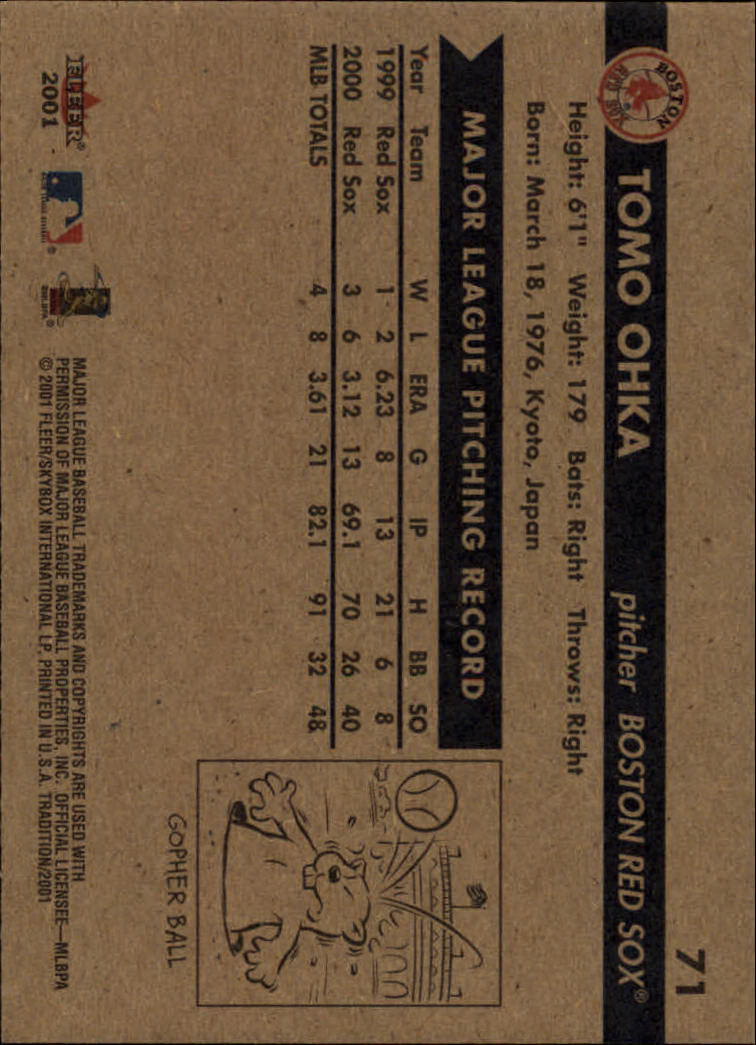 71
BOSTON RED SOX
TOMO OHKA pitcher BOSTON RED SOX®
Height: 6'1" Weight: 179 Bats: Right Throws: Right
Born: March 18, 1976, Kyoto, Japan
MAJOR LEAGUE PITCHING RECORD
Year Team W L ERA G IP H BB SO
1999 Red Sox 1 2 6.23 8 13 21 6 8
2000 Red Sox 3 6 3.12 13 69.1 70 26 40
MLB TOTALS 4 8 3.61 21 82.1 91 32 48
GOPHER BALL
FLEER®
2001
MAJOR LEAGUE BASEBALL TRADEMARKS AND COPYRIGHTS ARE USED WITH
PERMISSION OF MAJOR LEAGUE BASEBALL PROPERTIES, INC. OFFICIAL LICENSEE—MLBPA
© 2001 FLEER/SKYBOX INTERNATIONAL LP, PRINTED IN U.S.A. TRADITION/2001